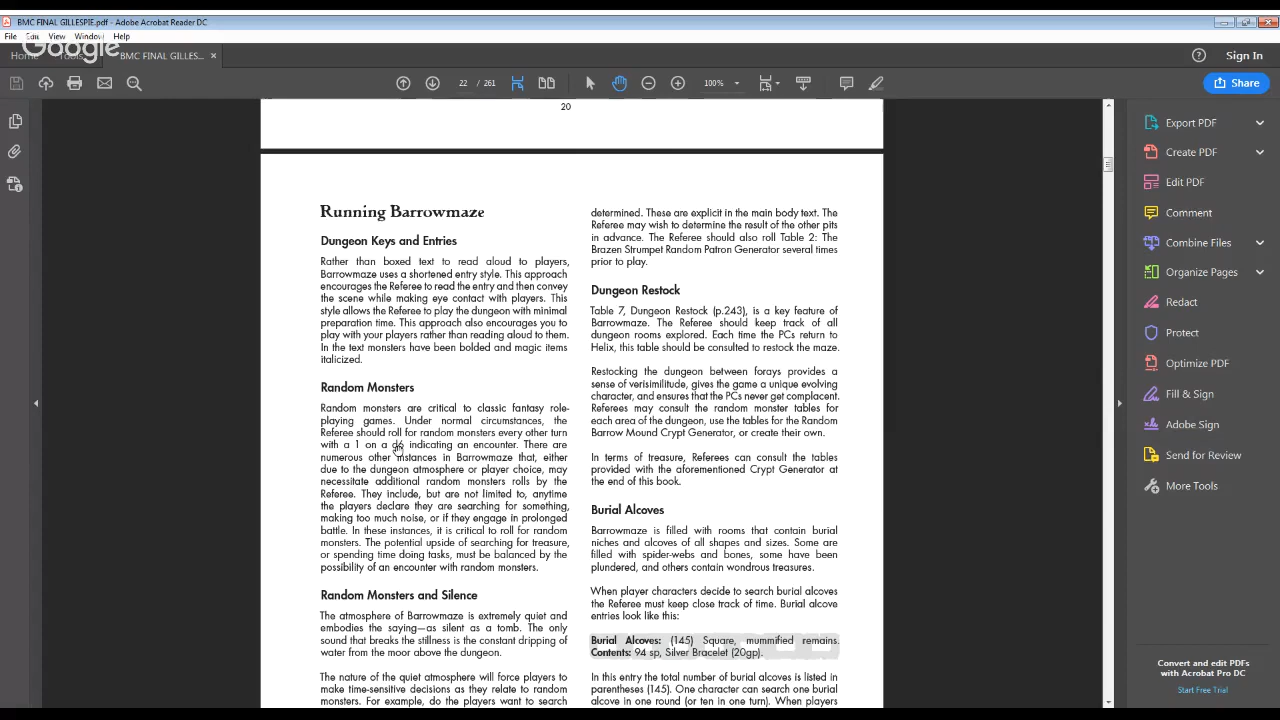 BMC FINAL GILLESPIE.pdf - Adobe Acrobat Reader DC
File Edit View Window Help
Google
Home Tools BMC FINAL GILLES... Sign In
22 / 261 100% Share
20
Running Barrowmaze
Dungeon Keys and Entries
Rather than boxed text to read aloud to players,
Barrowmaze uses a shortened entry style. This approach
encourages the Referee to read the entry and then convey
the scene while making eye contact with players. This
style allows the Referee to play the dungeon with minimal
preparation time. This approach also encourages you to
play with your players rather than reading aloud to them.
In the text monsters have been bolded and magic items
italicized.
Random Monsters
Random monsters are critical to classic fantasy role-
playing games. Under normal circumstances, the
Referee should roll for random monsters every other turn
with a 1 on a d6 indicating an encounter. There are
numerous other instances in Barrowmaze that, either
due to the dungeon atmosphere or player choice, may
necessitate additional random monsters rolls by the
Referee. They include, but are not limited to, anytime
the players declare they are searching for something,
making too much noise, or if they engage in prolonged
battle. In these instances, it is critical to roll for random
monsters. The potential upside of searching for treasure,
or spending time doing tasks, must be balanced by the
possibility of an encounter with random monsters.
Random Monsters and Silence
The atmosphere of Barrowmaze is extremely quiet and
embodies the saying—as silent as a tomb. The only
sound that breaks the stillness is the constant dripping of
water from the moor above the dungeon.
The nature of the quiet atmosphere will force players to
make time-sensitive decisions as they relate to random
monsters. For example, do the players want to search
determined. These are explicit in the main body text. The
Referee may wish to determine the result of the other pits
in advance. The Referee should also roll Table 2: The
Brazen Strumpet Random Patron Generator several times
prior to play.
Dungeon Restock
Table 7, Dungeon Restock (p.243), is a key feature of
Barrowmaze. The Referee should keep track of all
dungeon rooms explored. Each time the PCs return to
Helix, this table should be consulted to restock the maze.
Restocking the dungeon between forays provides a
sense of verisimilitude, gives the game a unique evolving
character, and ensures that the PCs never get complacent.
Referees may consult the random monster tables for
each area of the dungeon, use the tables for the Random
Barrow Mound Crypt Generator, or create their own.
In terms of treasure, Referees can consult the tables
provided with the aforementioned Crypt Generator at
the end of this book.
Burial Alcoves
Barrowmaze is filled with rooms that contain burial
niches and alcoves of all shapes and sizes. Some are
filled with spider-webs and bones, some have been
plundered, and others contain wondrous treasures.
When player characters decide to search burial alcoves
the Referee must keep close track of time. Burial alcove
entries look like this:
Burial Alcoves: (145) Square, mummified remains.
Contents: 94 sp, Silver Bracelet (20gp).
In this entry the total number of burial alcoves is listed in
parentheses (145). One character can search one burial
alcove in one round (or ten in one turn). When players
Export PDF
Create PDF
Edit PDF
Comment
Combine Files
Organize Pages
Redact
Protect
Optimize PDF
Fill & Sign
Adobe Sign
Send for Review
More Tools
Convert and edit PDFs
with Acrobat Pro DC
Start Free Trial